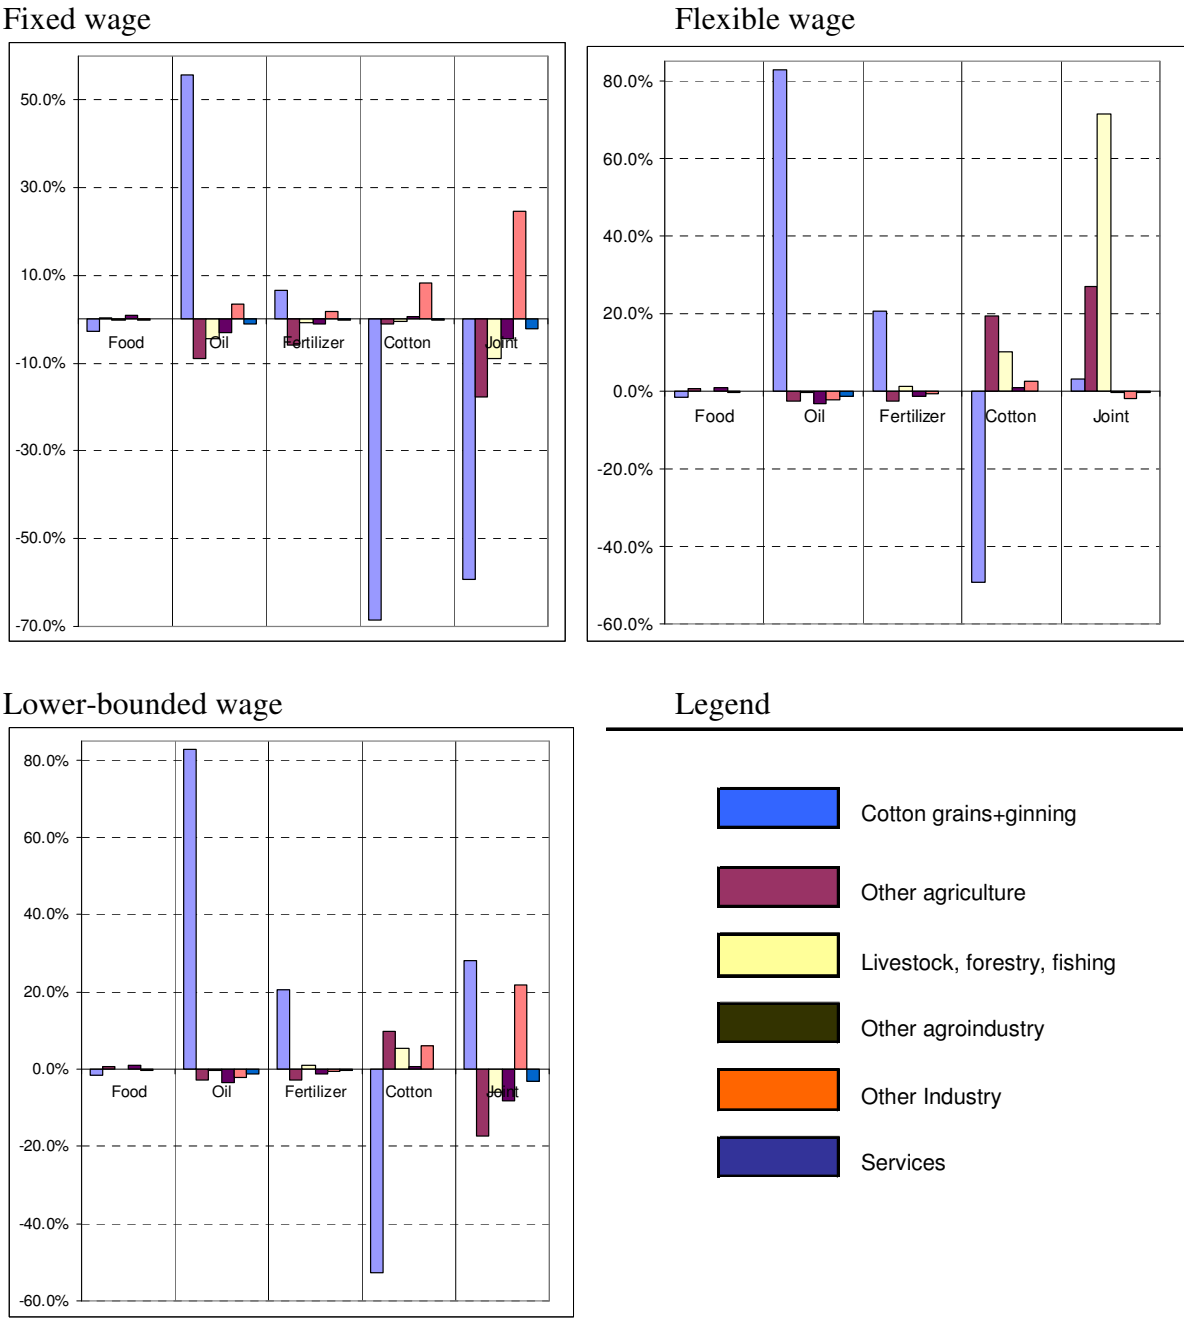 Fixed wage
50.0%
30.0%
10.0%
-10.0%
-30.0%
-50.0%
-70.0%
Food
Oil
Fertilizer
Cotton
Joint
Flexible wage
80.0%
60.0%
40.0%
20.0%
0.0%
-20.0%
-40.0%
-60.0%
Food
Oil
Fertilizer
Cotton
Joint
Lower-bounded wage
80.0%
60.0%
40.0%
20.0%
0.0%
-20.0%
-40.0%
-60.0%
Food
Oil
Fertilizer
Cotton
Joint
Legend
Cotton grains+ginning
Other agriculture
Livestock, forestry, fishing
Other agroindustry
Other Industry
Services